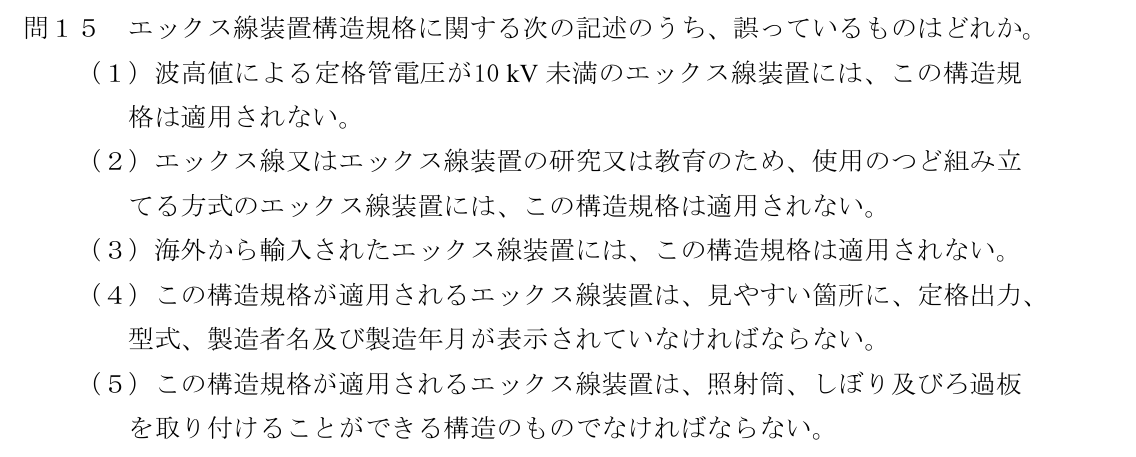 問１５　エックス線装置構造規格に関する次の記述のうち、誤っているものはどれか。
（１）波高値による定格管電圧が10 kV 未満のエックス線装置には、この構造規
格は適用されない。
（２）エックス線又はエックス線装置の研究又は教育のため、使用のつど組み立
てる方式のエックス線装置には、この構造規格は適用されない。
（３）海外から輸入されたエックス線装置には、この構造規格は適用されない。
（４）この構造規格が適用されるエックス線装置は、見やすい箇所に、定格出力、
型式、製造者名及び製造年月が表示されていなければならない。
（５）この構造規格が適用されるエックス線装置は、照射筒、しぼり及びろ過板
を取り付けることができる構造のものでなければならない。